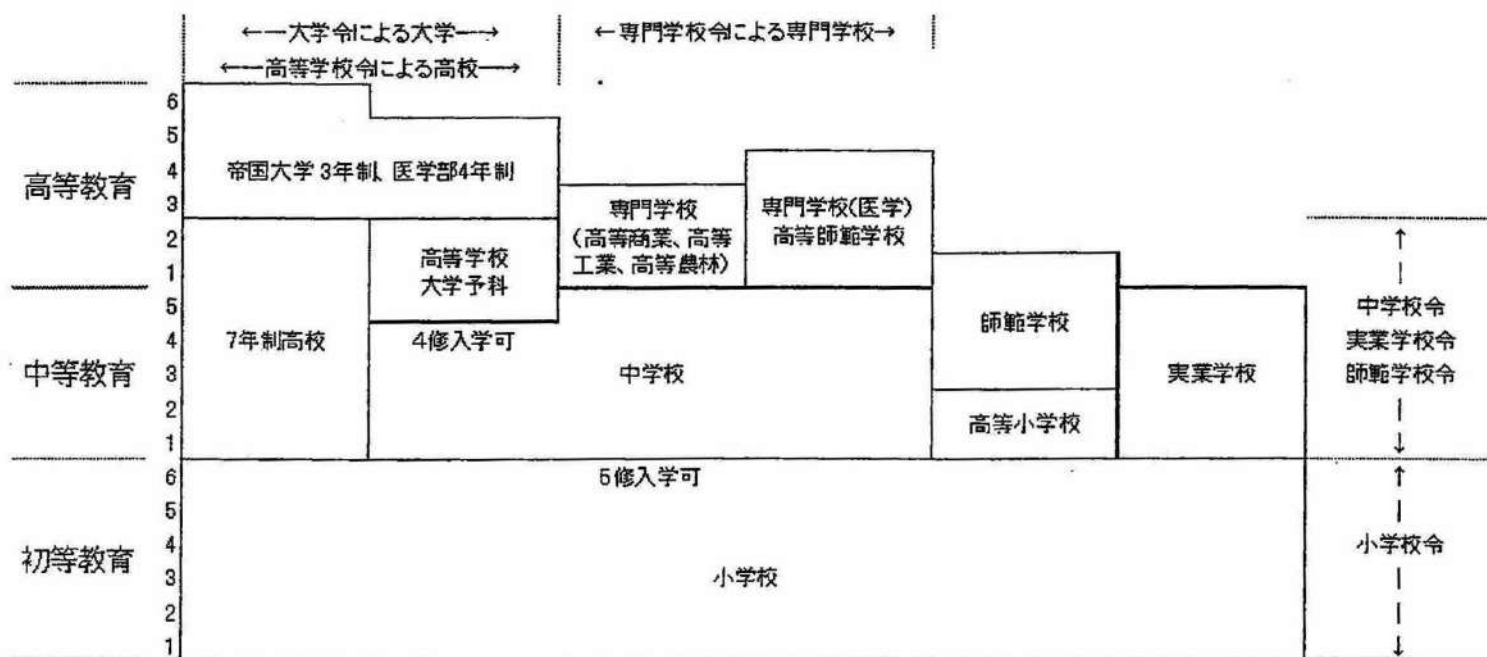 ←―大学令による大学―→
←専門学校令による専門学校→
←―高等学校令による高校―→
高等教育
6
5
4
3
2
1
帝国大学 3年制、医学部4年制
専門学校
(高等商業、高等
工業、高等農林)
専門学校(医学)
高等師範学校
高等学校
大学予科
中等教育
5
4
3
2
1
7年制高校
4修入学可
中学校
師範学校
高等小学校
実業学校
↑
中学校令
実業学校令
師範学校令
↓
初等教育
6
5
4
3
2
1
5修入学可
小学校
↑
小学校令
↓